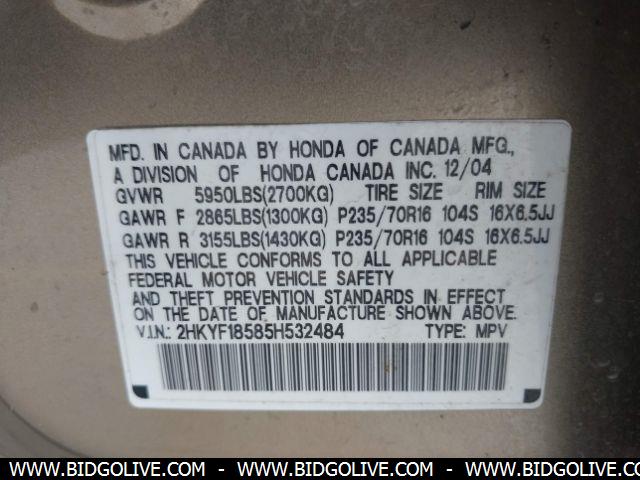 MFD. IN CANADA BY HONDA OF CANADA MFG.,
A DIVISION OF HONDA CANADA INC. 12/04
GVWR 5950LBS(2700KG) TIRE SIZE RIM SIZE
GAWR F 2865LBS(1300KG) P235/70R16 104S 16X6.5JJ
GAWR R 3155LBS(1430KG) P235/70R16 104S 16X6.5JJ
THIS VEHICLE CONFORMS TO ALL APPLICABLE
FEDERAL MOTOR VEHICLE SAFETY
AND THEFT PREVENTION STANDARDS IN EFFECT
ON THE DATE OF MANUFACTURE SHOWN ABOVE.
V.I.N.: 2HKYF18585H532484 TYPE: MPV
WWW.BIDGOLIVE.COM - WWW.BIDGOLIVE.COM - WWW.BIDGOLIVE.COM